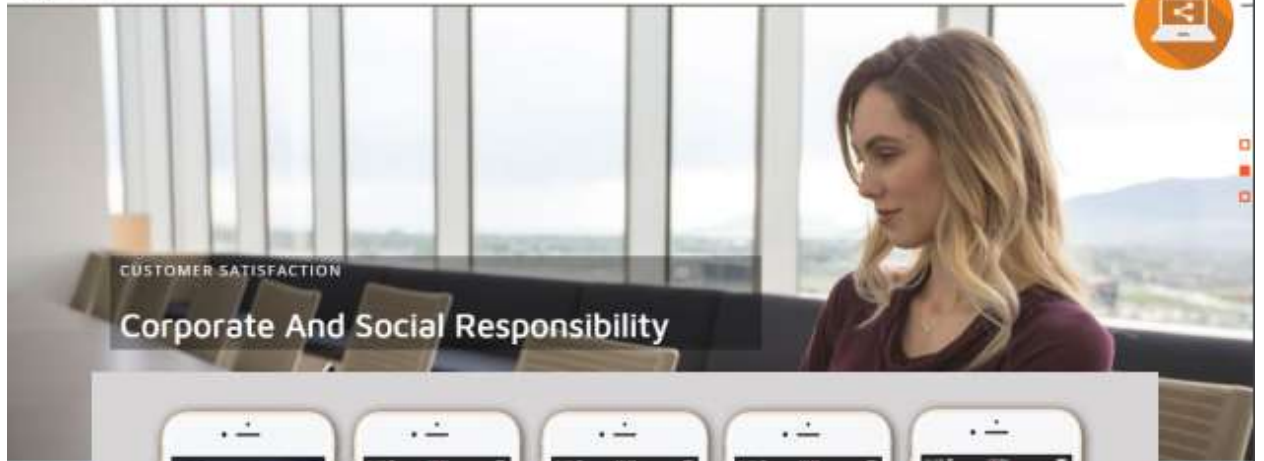 CUSTOMER SATISFACTION
Corporate And Social Responsibility